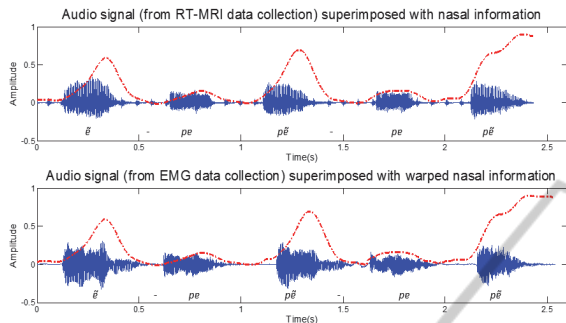 Audio signal (from RT-MRI data collection) superimposed with nasal information
Amplitude
1
0.5
0
-0.5
ẽ - pe pẽ - pe pẽ
0 0.5 1 1.5 2 2.5
Time(s)
Audio signal (from EMG data collection) superimposed with warped nasal information
Amplitude
1
0.5
0
-0.5
ẽ - pe pẽ - pe pẽ
0 0.5 1 1.5 2 2.5
Time(s)